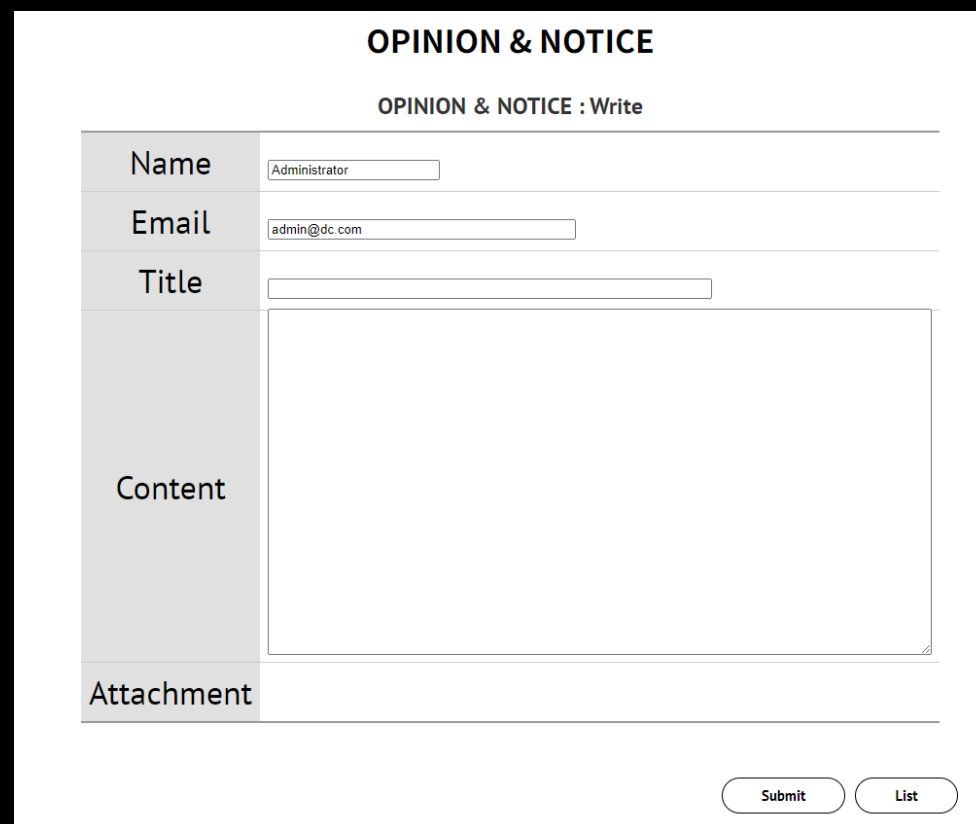 OPINION & NOTICE
OPINION & NOTICE : Write
Name
Administrator
Email
admin@dc.com
Title
Content
Attachment
Submit
List